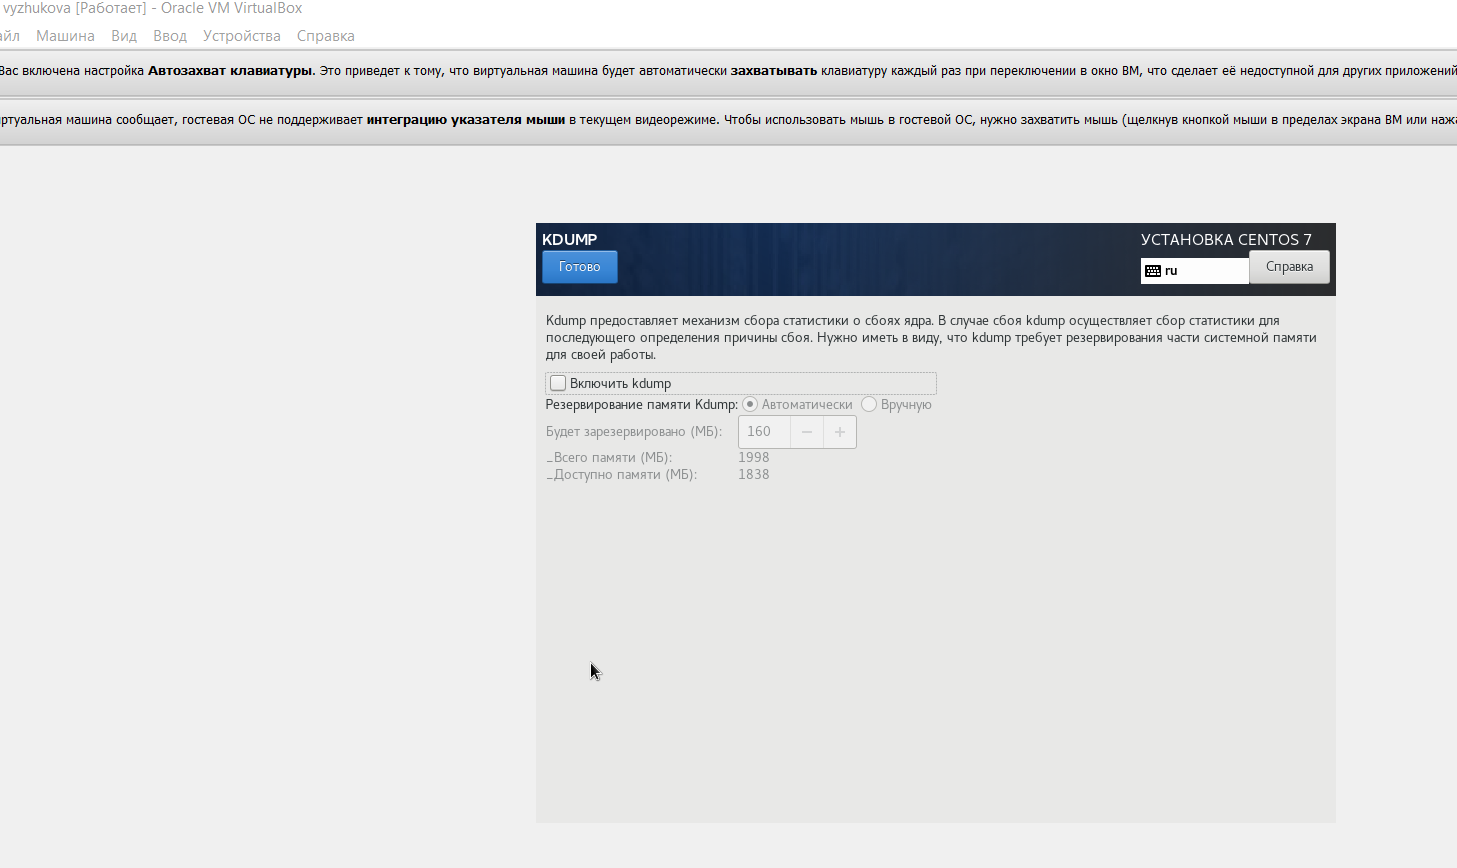 vyzhukova [Работает] - Oracle VM VirtualBox
Машина Вид Ввод Устройства Справка
Вас включена настройка Автозахват клавиатуры. Это приведет к тому, что виртуальная машина будет автоматически захватывать клавиатуру каждый раз при переключении в окно ВМ, что сделает её недоступной для других приложений
машина сообщает, гостевая ОС не поддерживает интеграцию указателя мыши в текущем видеорежиме. Чтобы использовать мышь в гостевой ОС, нужно захватить мышь (щелкнув кнопкой мыши в пределах экрана ВМ или
KDUMP
УСТАНОВКА CENTOS 7
Готово
ru
Справка
Kdump предоставляет механизм сбора статистики о сбоях ядра. В случае сбоя kdump осуществляет сбор статистики для
последующего определения причины сбоя. Нужно иметь в виду, что kdump требует резервирования части системной памяти
для своей работы.
Включить kdump
Резервирование памяти Kdump: Автоматически Вручную
Будет зарезервировано (МБ): 160 − +
_Всего памяти (МБ): 1998
_Доступно памяти (МБ): 1838